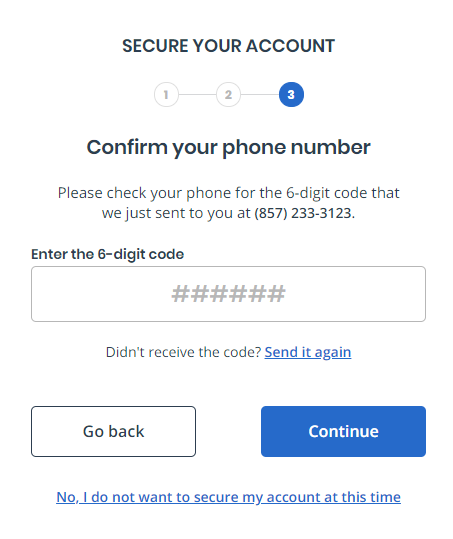 SECURE YOUR ACCOUNT
1 2 3
Confirm your phone number
Please check your phone for the 6-digit code that
we just sent to you at (857) 233-3123.
Enter the 6-digit code
######
Didn't receive the code? Send it again
Go back Continue
No, I do not want to secure my account at this time